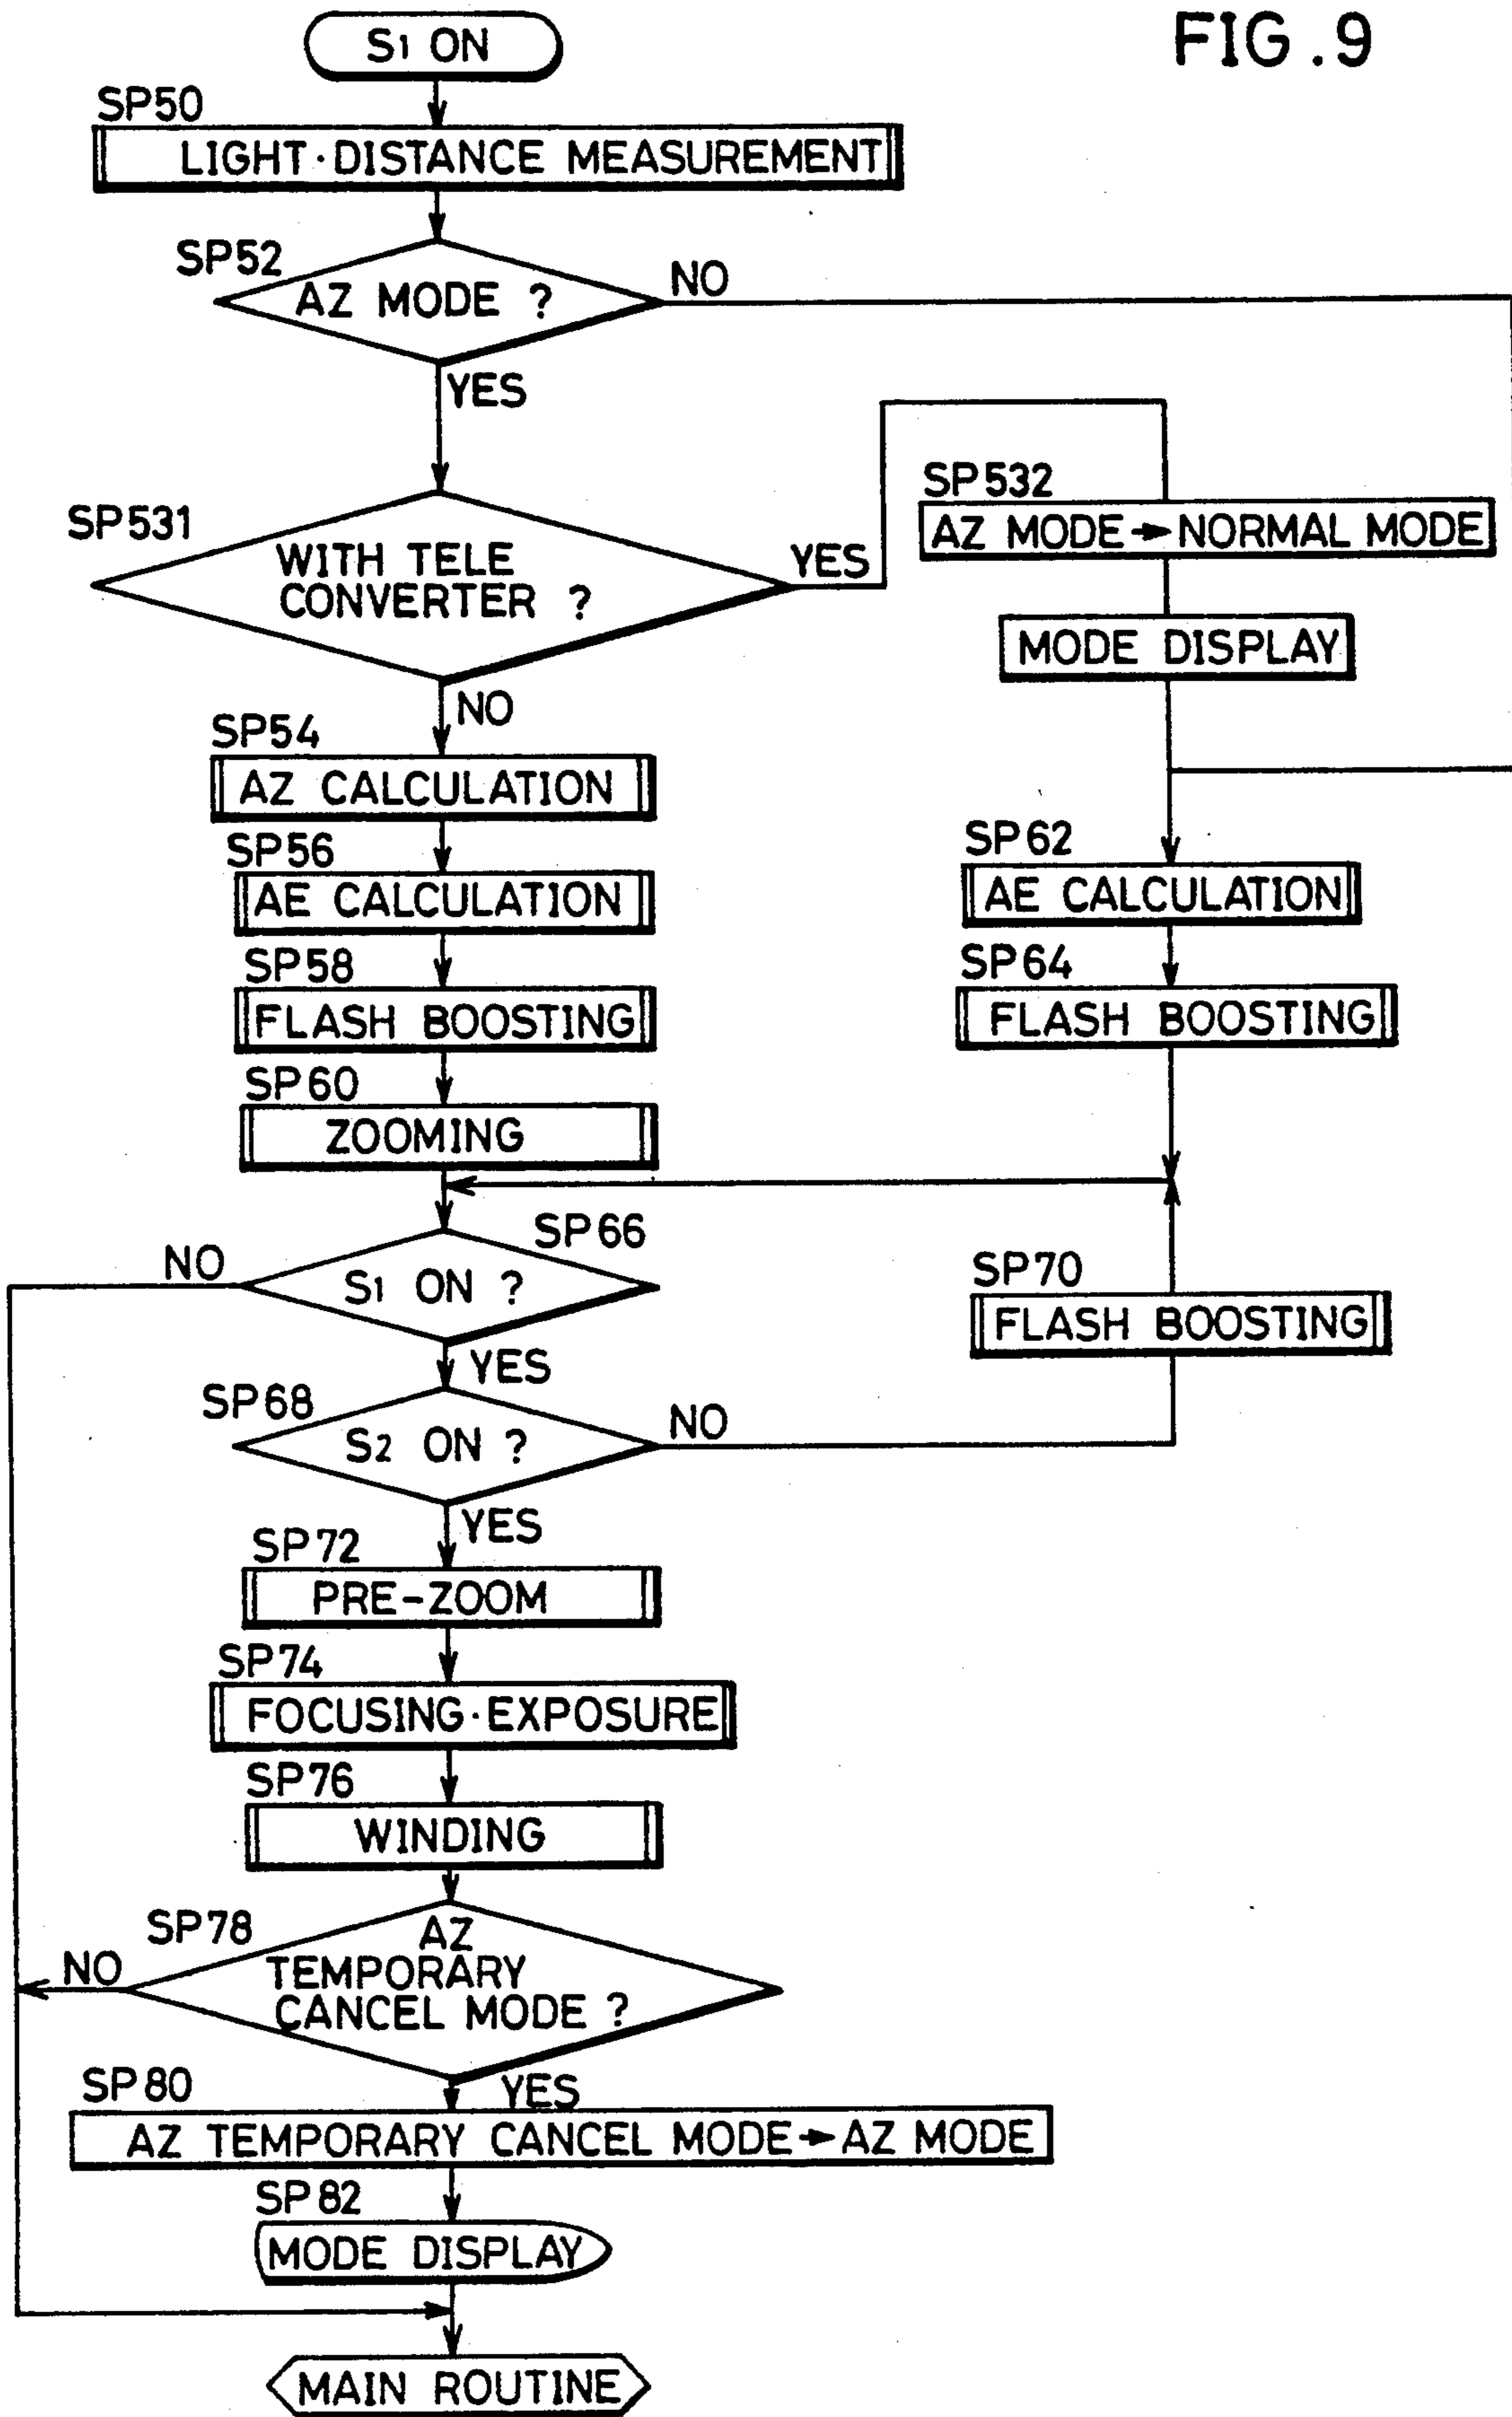 FIG.9
S1 ON
SP50
LIGHT·DISTANCE MEASUREMENT
SP52
AZ MODE ?
NO
YES
SP531
WITH TELE
CONVERTER ?
YES
NO
SP532
AZ MODE→NORMAL MODE
MODE DISPLAY
SP54
AZ CALCULATION
SP56
AE CALCULATION
SP58
FLASH BOOSTING
SP60
ZOOMING
SP62
AE CALCULATION
SP64
FLASH BOOSTING
SP66
S1 ON ?
NO
YES
SP68
S2 ON ?
NO
YES
SP70
FLASH BOOSTING
SP72
PRE-ZOOM
SP74
FOCUSING·EXPOSURE
SP76
WINDING
SP78
AZ
TEMPORARY
CANCEL MODE ?
NO
YES
SP80
AZ TEMPORARY CANCEL MODE→AZ MODE
SP82
MODE DISPLAY
MAIN ROUTINE